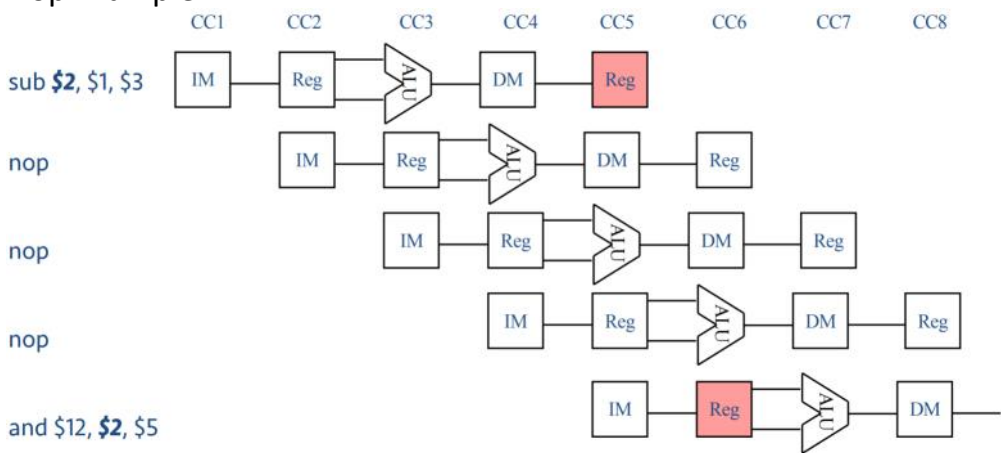 CC1 CC2 CC3 CC4 CC5 CC6 CC7 CC8
sub $2, $1, $3 IM Reg ALU DM Reg
nop IM Reg ALU DM Reg
nop IM Reg ALU DM Reg
nop IM Reg ALU DM Reg
and $12, $2, $5 IM Reg ALU DM